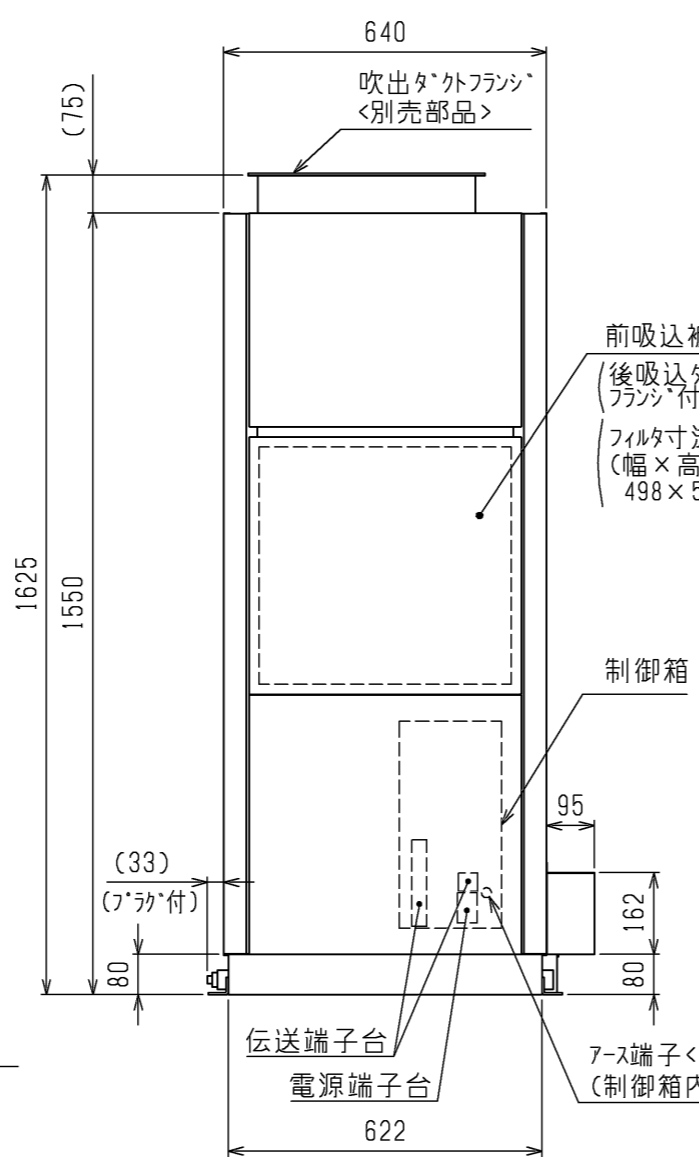 640
吹出ダクトフランジ
<別売部品>
(75)
1625
1550
前吸込
(後吸込
フランジ付
(フィルタ寸
(幅×高
498×5
制御箱
95
(33)
(プラグ付)
162
80
80
伝送端子台
電源端子台
アース端子<
(制御箱内
622